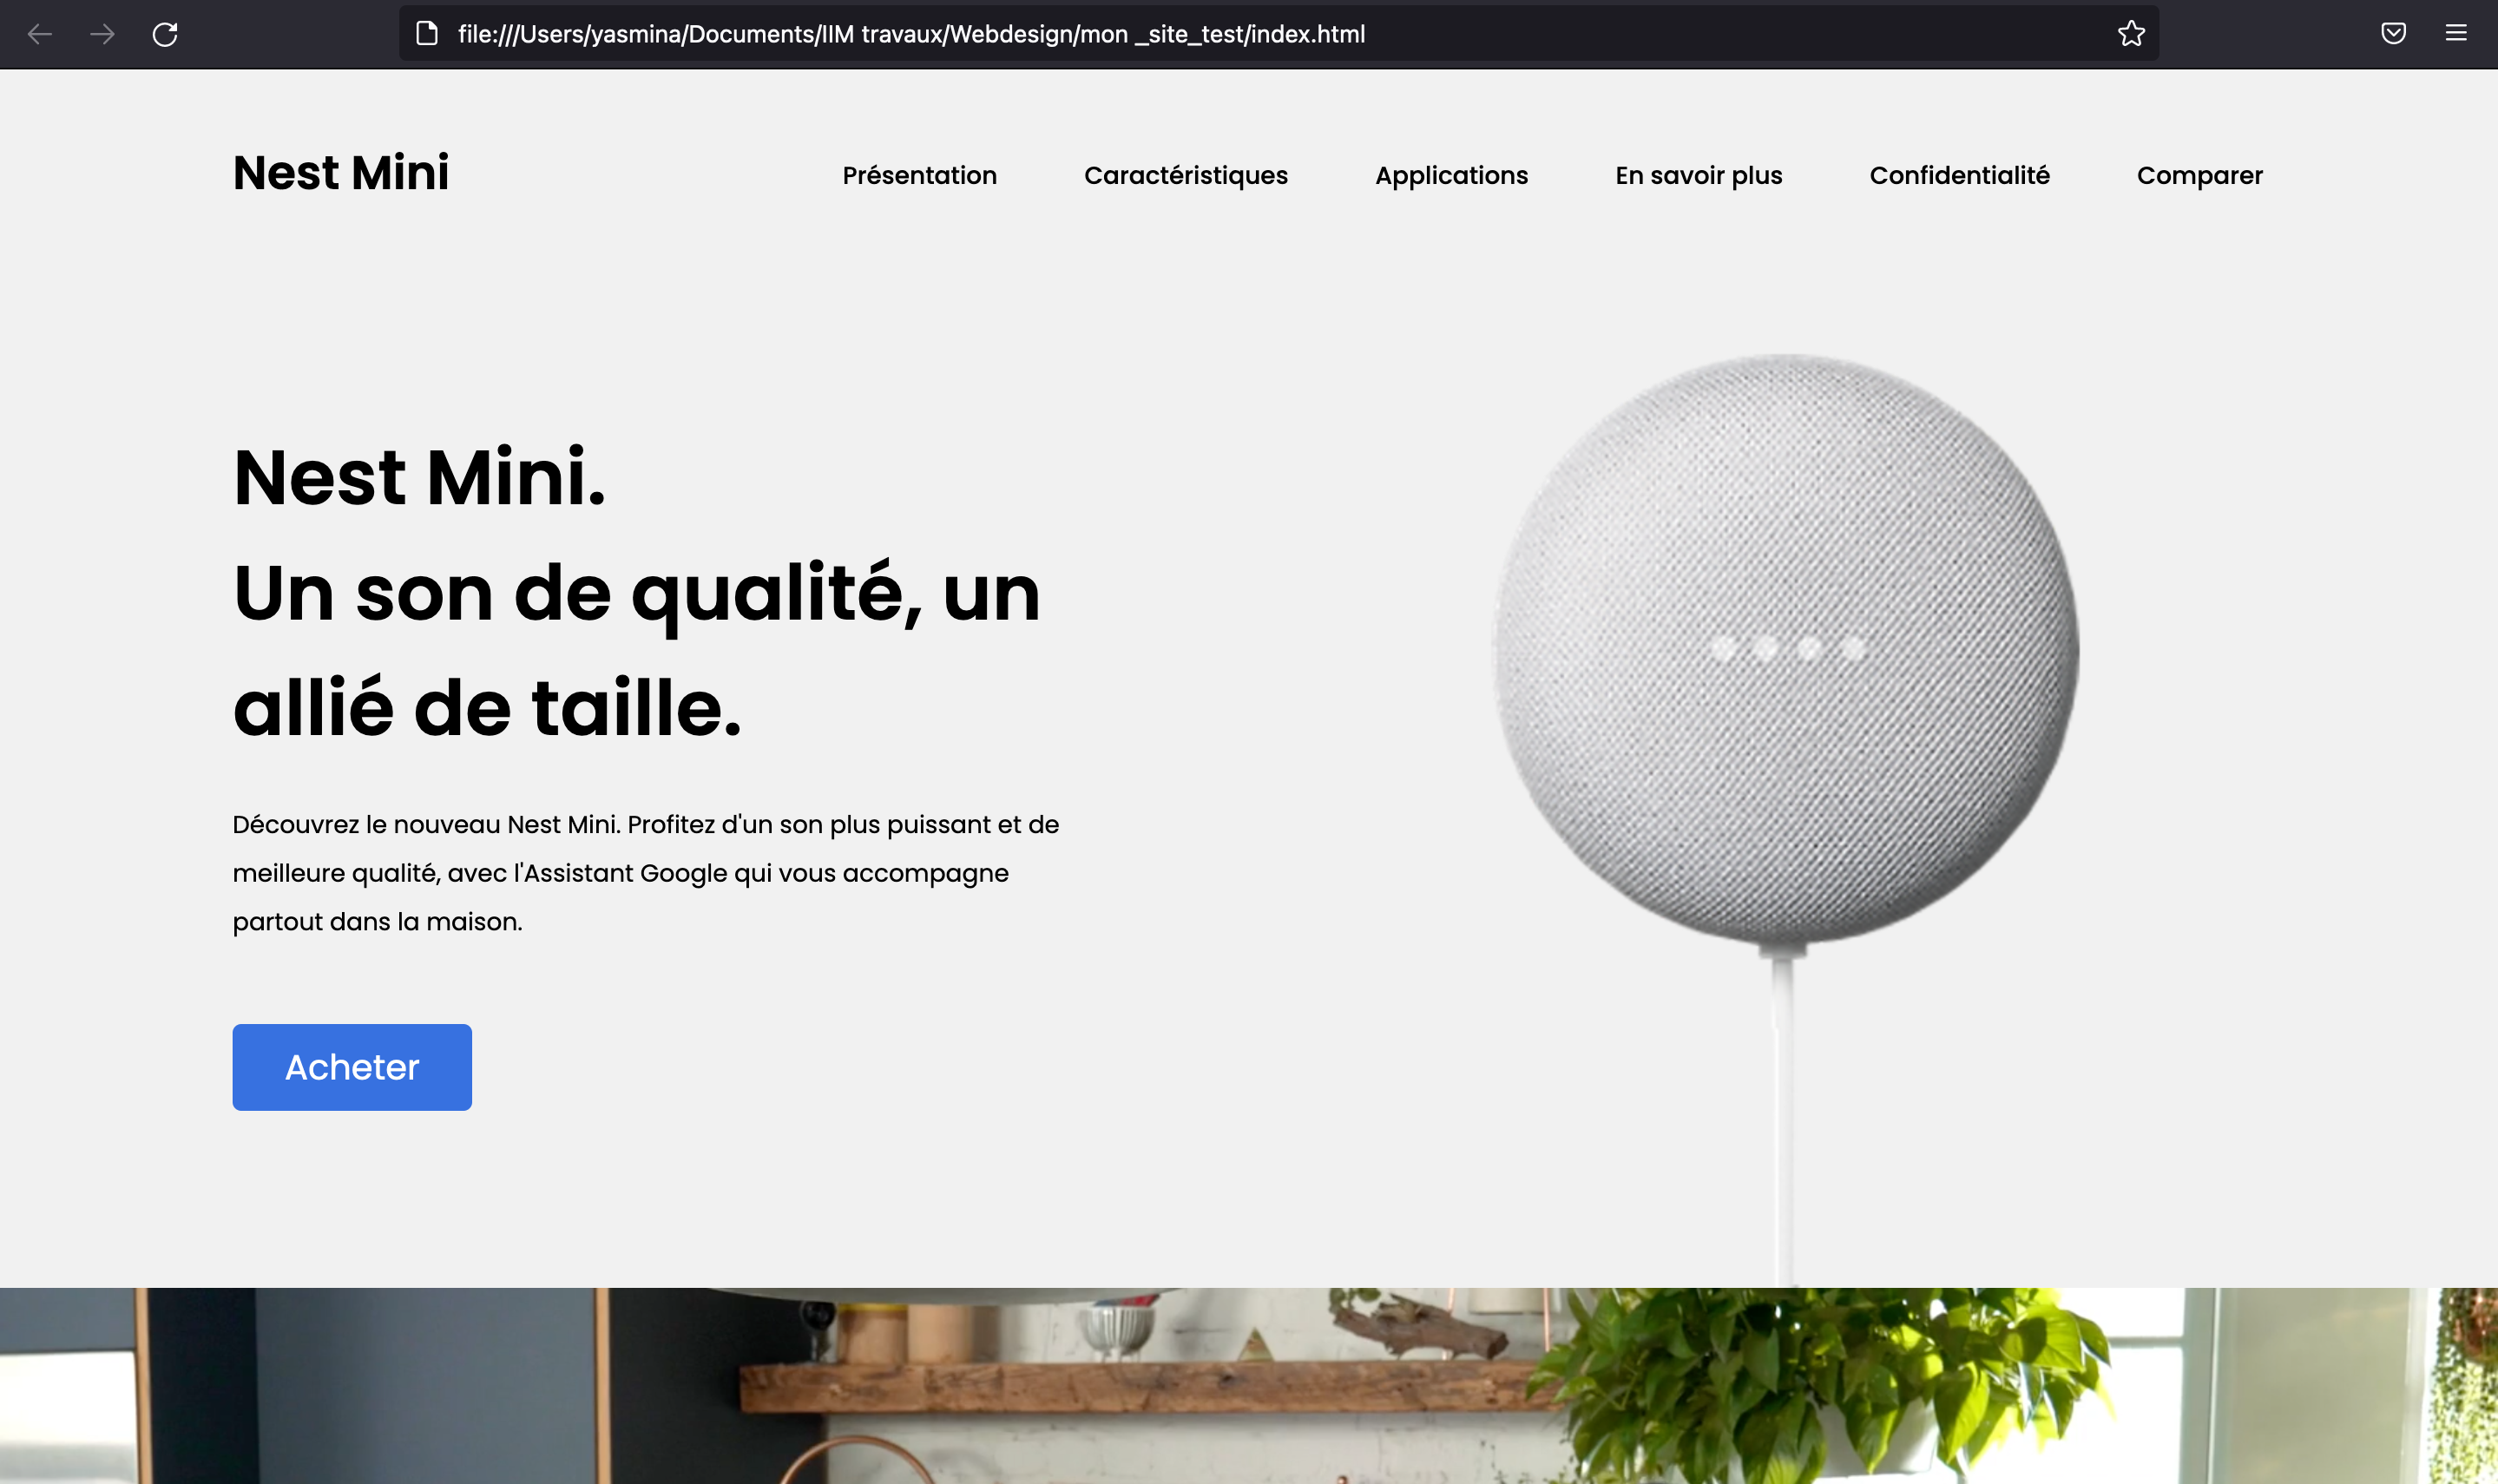 file:///Users/yasmina/Documents/IIM travaux/Webdesign/mon _site_test/index.html
Nest Mini
Présentation
Caractéristiques
Applications
En savoir plus
Confidentialité
Comparer
Nest Mini.
Un son de qualité, un
allié de taille.
Découvrez le nouveau Nest Mini. Profitez d'un son plus puissant et de
meilleure qualité, avec l'Assistant Google qui vous accompagne
partout dans la maison.
Acheter